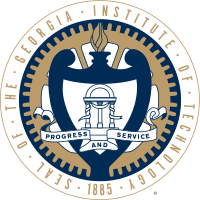 · SEAL · OF · THE · GEORGIA · INSTITUTE · OF · TECHNOLOGY ·
PROGRESS AND SERVICE
1885
®